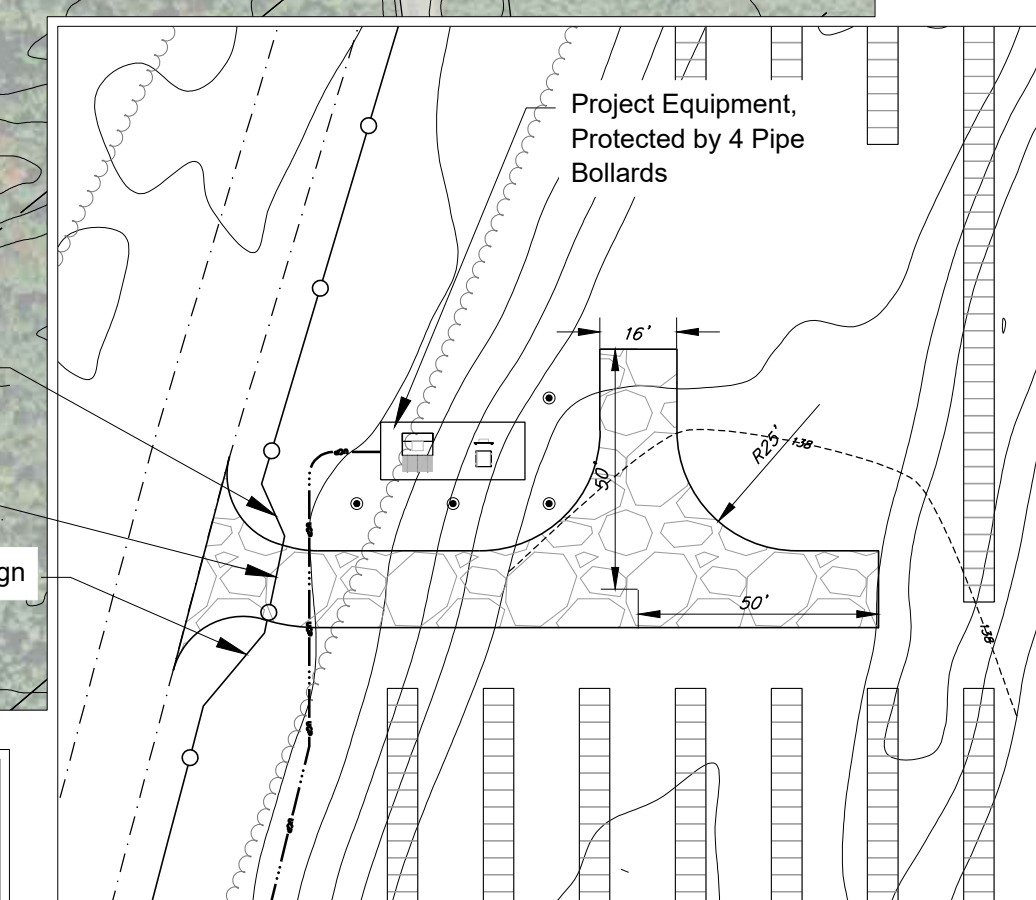 Project Equipment,
Protected by 4 Pipe
Bollards
16'
R25'
138
50'
gn
50'
138